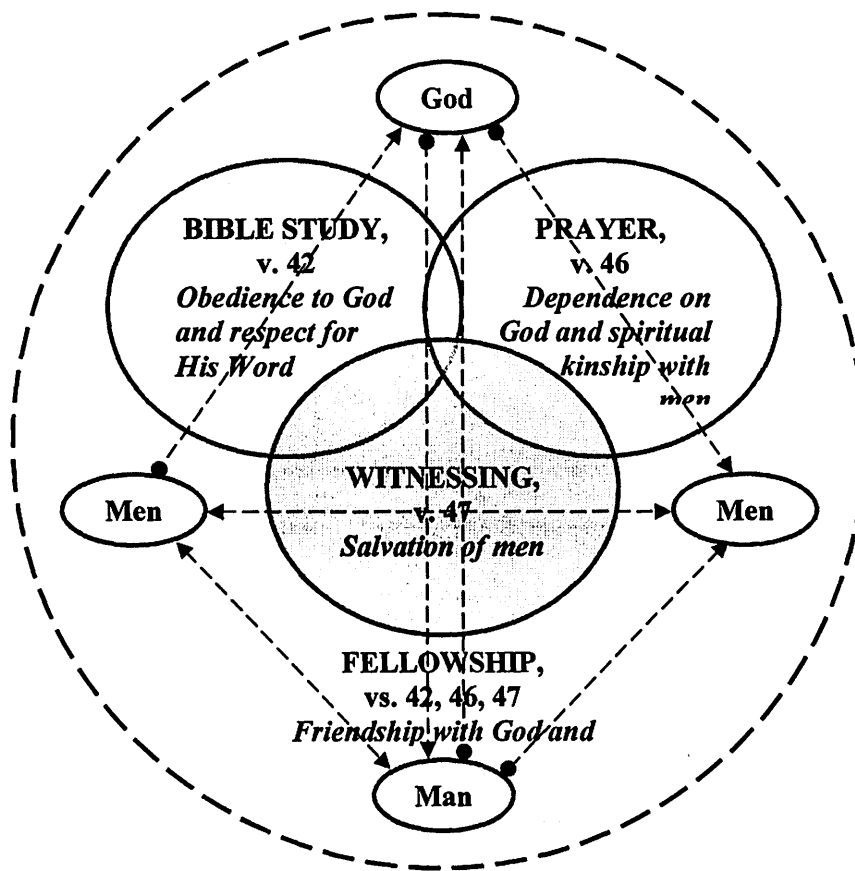 God
BIBLE STUDY,
v. 42
Obedience to God
and respect for
His Word
PRAYER,
v. 46
Dependence on
God and spiritual
kinship with
men
WITNESSING,
v. 47
Salvation of men
Men
Men
FELLOWSHIP,
vs. 42, 46, 47
Friendship with God and
Man